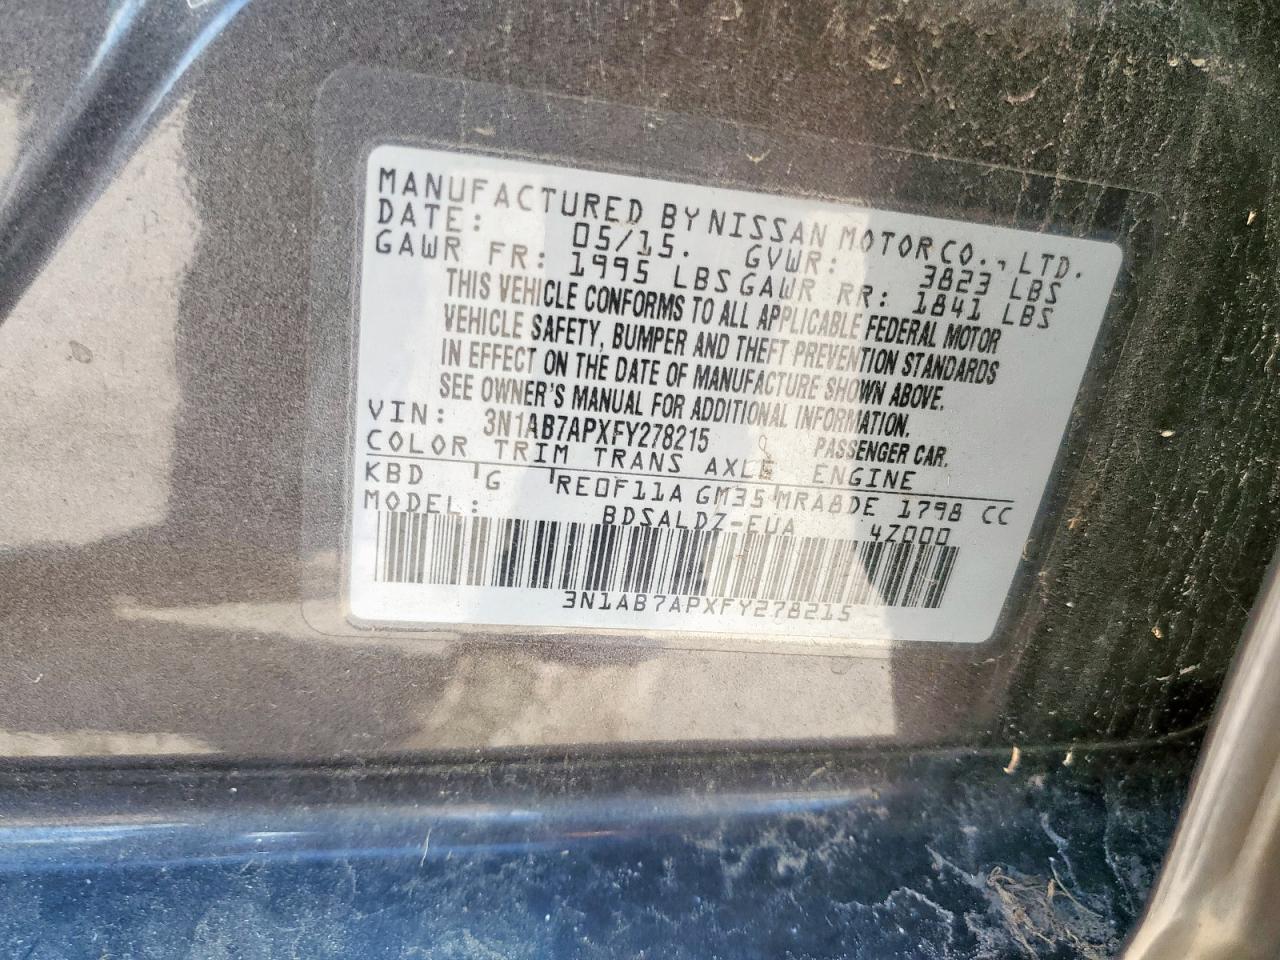 MANUFACTURED BY NISSAN MOTOR CO., LTD.
DATE: 05/15. GVWR: 3823 LBS
GAWR FR: 1995 LBS GAWR RR: 1841 LBS
THIS VEHICLE CONFORMS TO ALL APPLICABLE FEDERAL MOTOR
VEHICLE SAFETY, BUMPER AND THEFT PREVENTION STANDARDS
IN EFFECT ON THE DATE OF MANUFACTURE SHOWN ABOVE.
SEE OWNER'S MANUAL FOR ADDITIONAL INFORMATION.
VIN: 3N1AB7APXFY278215 PASSENGER CAR.
COLOR TRIM TRANS AXLE ENGINE
KBD G RE0F11A GM35 MRA8DE 1798 CC
MODEL: BDSALDZ-EUA 4Z000
3N1AB7APXFY278215